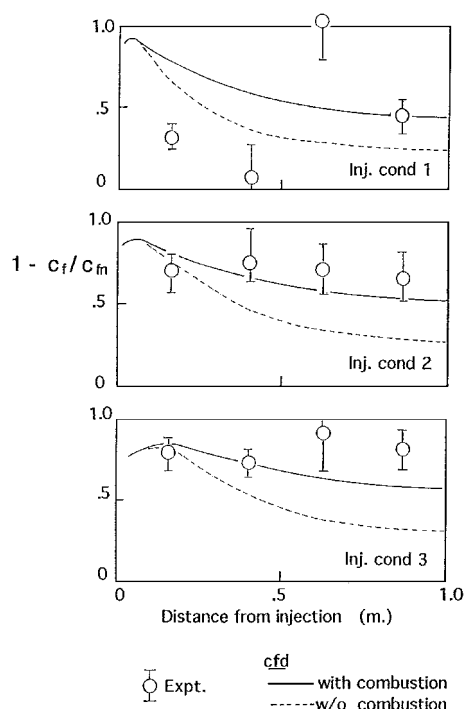 1.0
.5
0
Inj. cond 1
1.0
1 - cf/cfn
.5
0
Inj. cond 2
1.0
.5
0
Inj. cond 3
0
.5
1.0
Distance from injection (m.)
cfd
Expt.
with combustion
w/o combustion